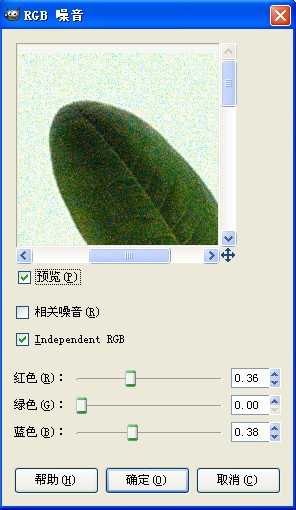 RGB 噪音
预览(P)
相关噪音(R)
Independent RGB
红色(R)： 0.36
绿色(G)： 0.00
蓝色(B)： 0.38
帮助(H) 确定(O) 取消(C)